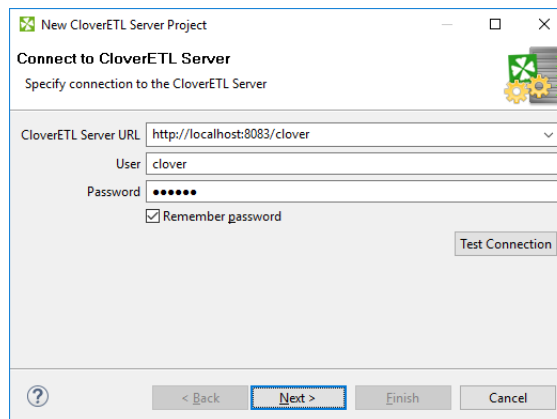 New CloverETL Server Project
Connect to CloverETL Server
Specify connection to the CloverETL Server
CloverETL Server URL http://localhost:8083/clover
User clover
Password ●●●●●●
Remember password
Test Connection
? < Back Next > Finish Cancel